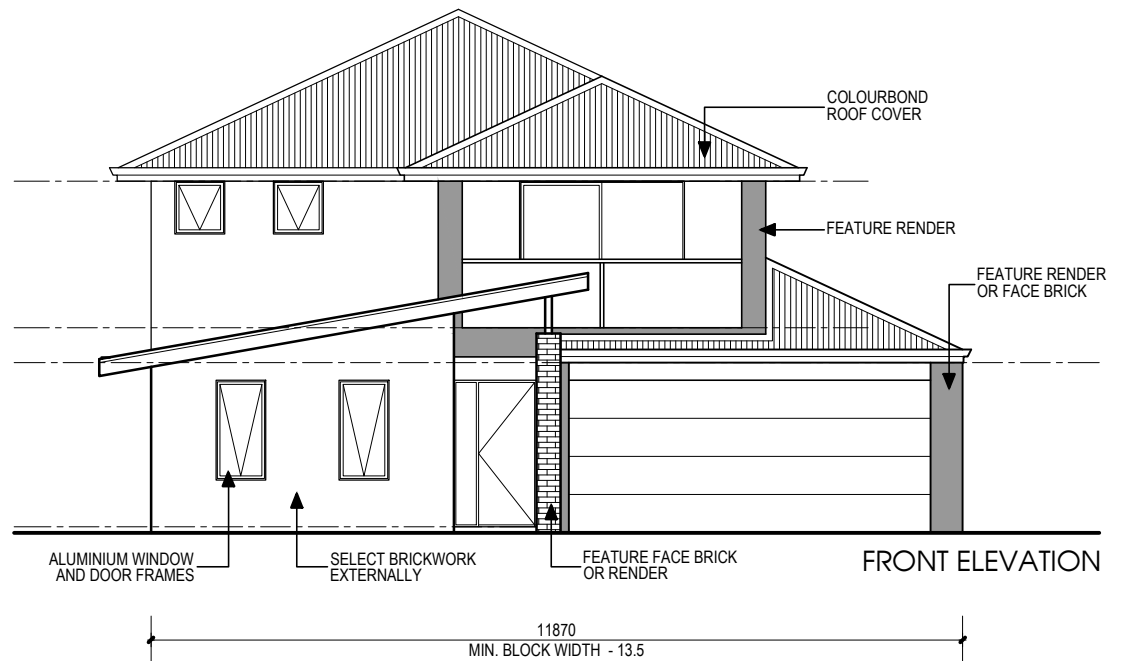 COLOURBOND
ROOF COVER
FEATURE RENDER
FEATURE RENDER
OR FACE BRICK
ALUMINIUM WINDOW
AND DOOR FRAMES
SELECT BRICKWORK
EXTERNALLY
FEATURE FACE BRICK
OR RENDER
FRONT ELEVATION
11870
MIN. BLOCK WIDTH - 13.5